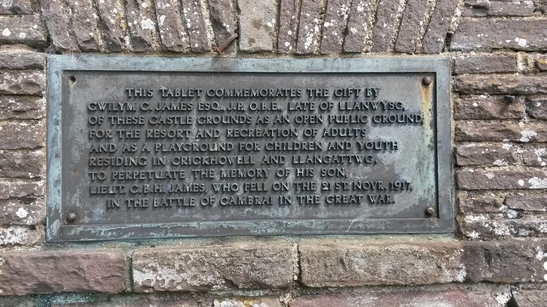 THIS TABLET COMMEMORATES THE GIFT BY
GWILYM C. JAMES ESQ., J.P., O.B.E., LATE OF LLANWYSG,
OF THESE CASTLE GROUNDS AS AN OPEN PUBLIC GROUND
FOR THE RESORT AND RECREATION OF ADULTS
AND AS A PLAYGROUND FOR CHILDREN AND YOUTH
RESIDING IN CRICKHOWELL AND LLANGATTWG,
TO PERPETUATE THE MEMORY OF HIS SON,
LIEUT. G.B.H. JAMES, WHO FELL ON THE 21ST. NOVR. 1917,
IN THE BATTLE OF CAMBRAI IN THE GREAT WAR.